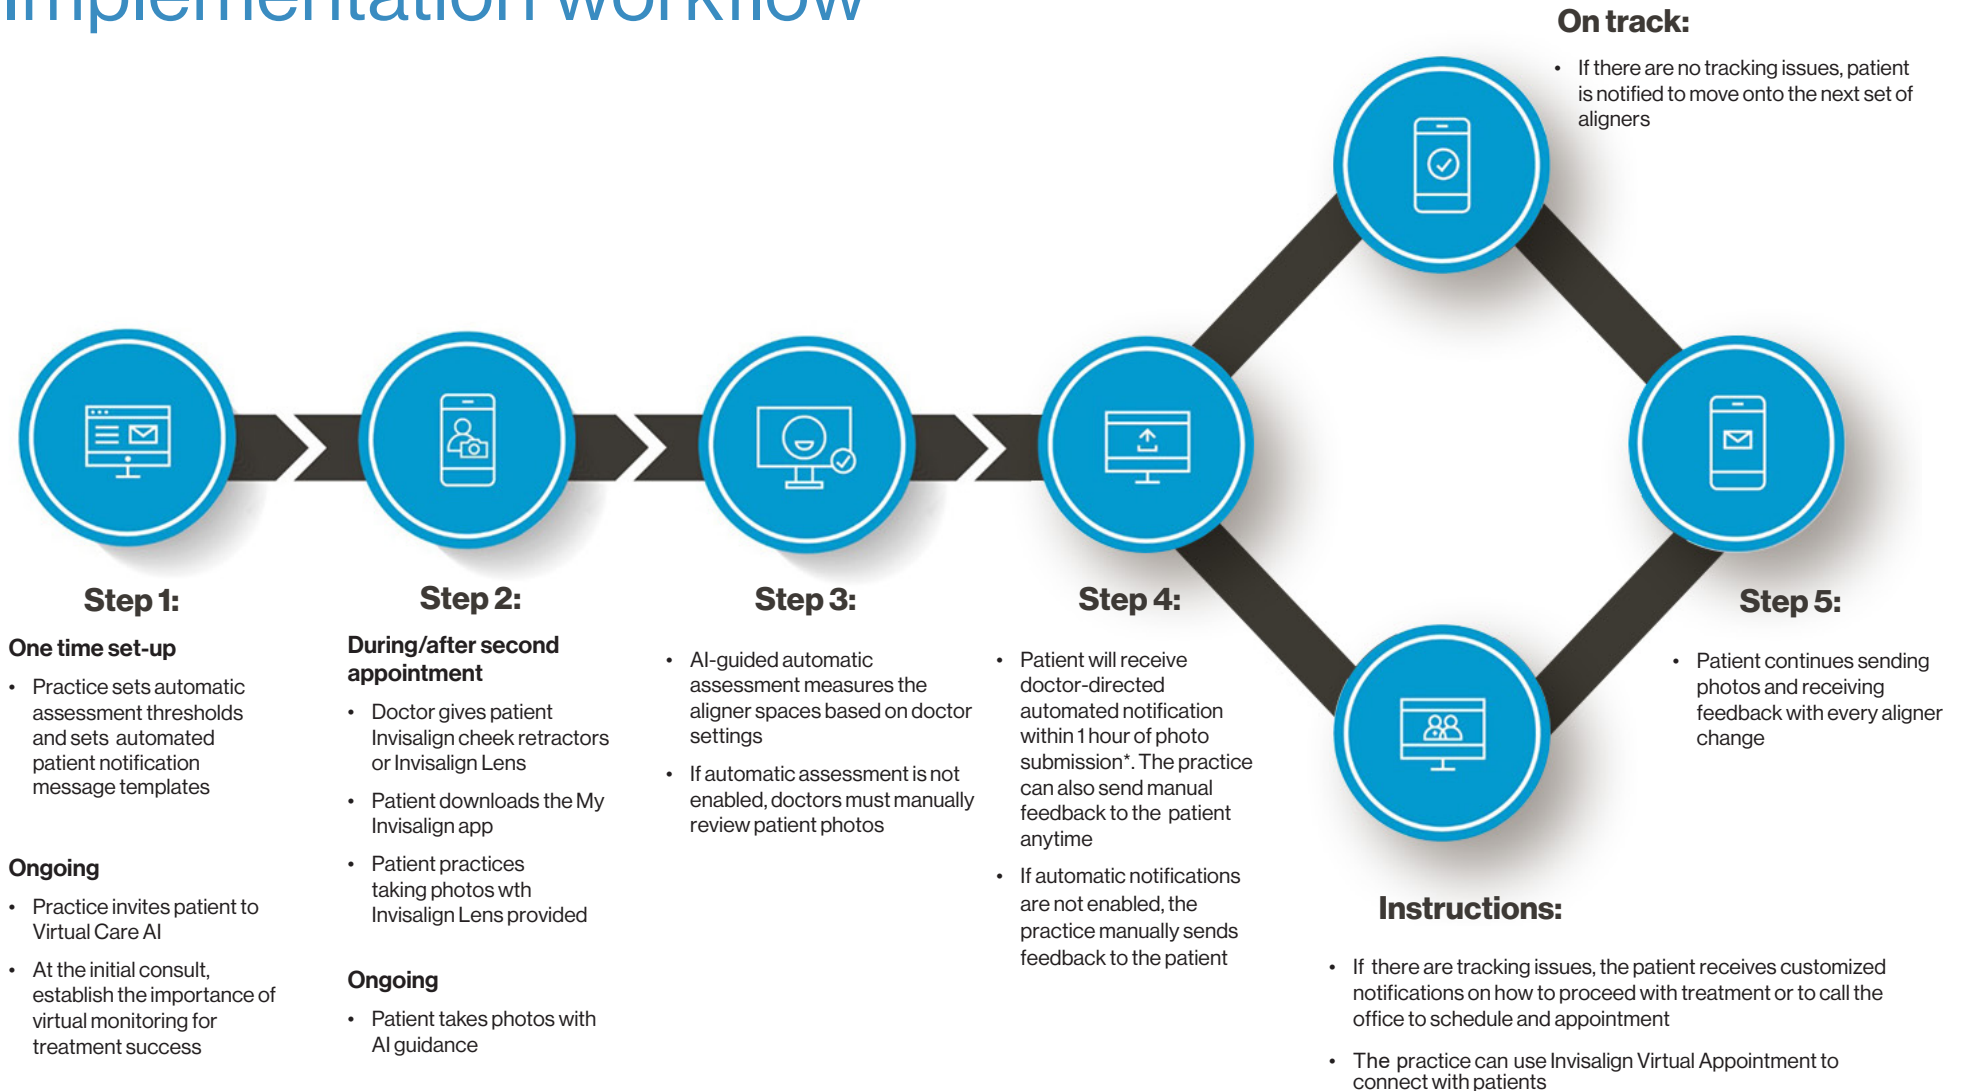 Implementation workflow
On track:
• If there are no tracking issues, patient
is notified to move onto the next set of
aligners
Step 1:
One time set-up
• Practice sets automatic
assessment thresholds
and sets automated
patient notification
message templates
Ongoing
• Practice invites patient to
Virtual Care AI
• At the initial consult,
establish the importance of
virtual monitoring for
treatment success
Step 2:
During/after second
appointment
• Doctor gives patient
Invisalign cheek retractors
or Invisalign Lens
• Patient downloads the My
Invisalign app
• Patient practices
taking photos wth
Invisalign Lens provided
Ongoing
• Patient takes photos with
AI guidance
Step 3:
• AI-guided automatic
assessment measures the
aligner spaces based on doctor
settings
• If automatic assessment is not
enabled, doctors must manually
review patient photos
Step 4:
• Patient will receive
doctor-directed
automated notification
within 1 hour of photo
submission*. The practice
can also send manual
feedback to the patient
anytime
• If automatic notifications
are not enabled, the
practice manually sends
feedback to the patient
Step 5:
• Patient continues sending
photos and receiving
feedback with every aligner
change
Instructions:
• If there are tracking issues, the patient receives customized
notifications on how to proceed with treatment or to call the
office to schedule and appointment
• The practice can use Invisalign Virtual Appointment to
connect with patients